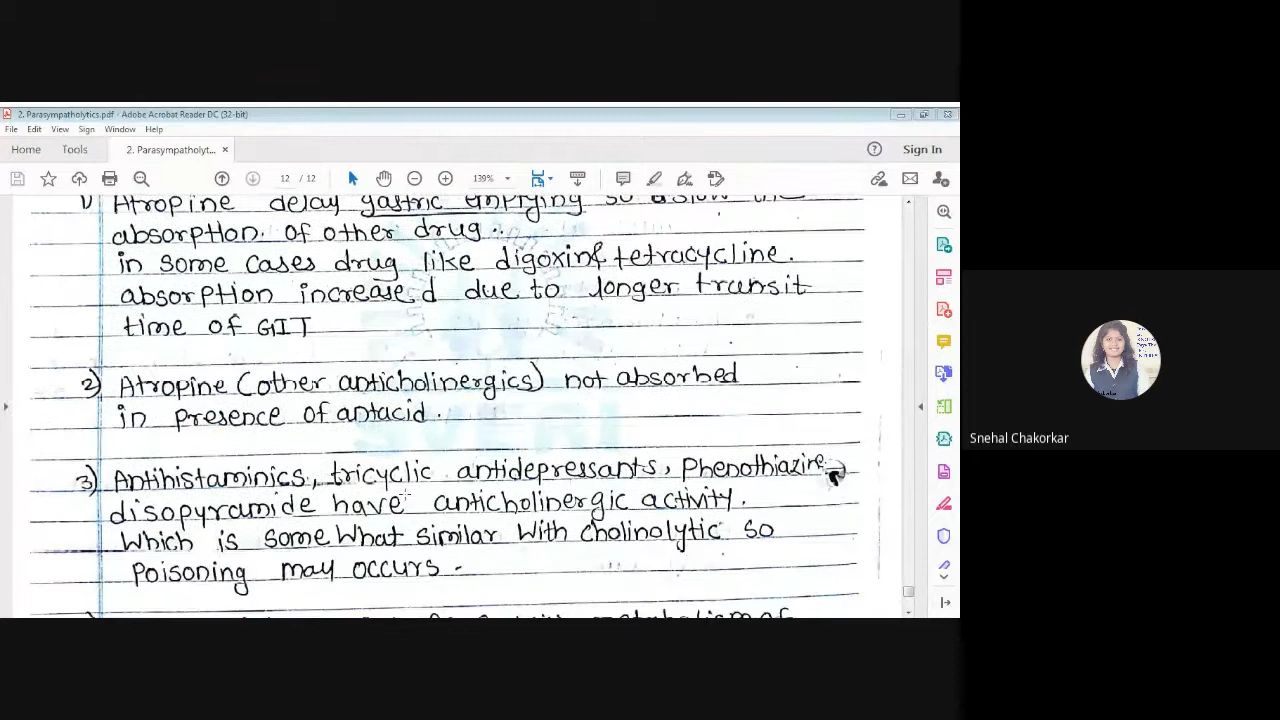 2. Parasympatholytics.pdf - Adobe Acrobat Reader DC (32-bit)
File Edit View Sign Window Help
Home Tools 2. Parasympatholyt... × Sign In
12 / 12 139%
1) Atropine delay gastric emptying so
absorption. of other drug ..
in some cases drug like digoxin & tetracycline.
absorption increased due to longer transit
time of GIT
2) Atropine (other anticholinergics) not absorbed
in presence of antacid.
3) Antihistaminics, tricyclic antidepressants, Phenothiazine
disopyramide have anticholinergic activity.
Which is some What similar With cholinolytic so
Poisoning may occurs.
metabolism of
Snehal Chakorkar